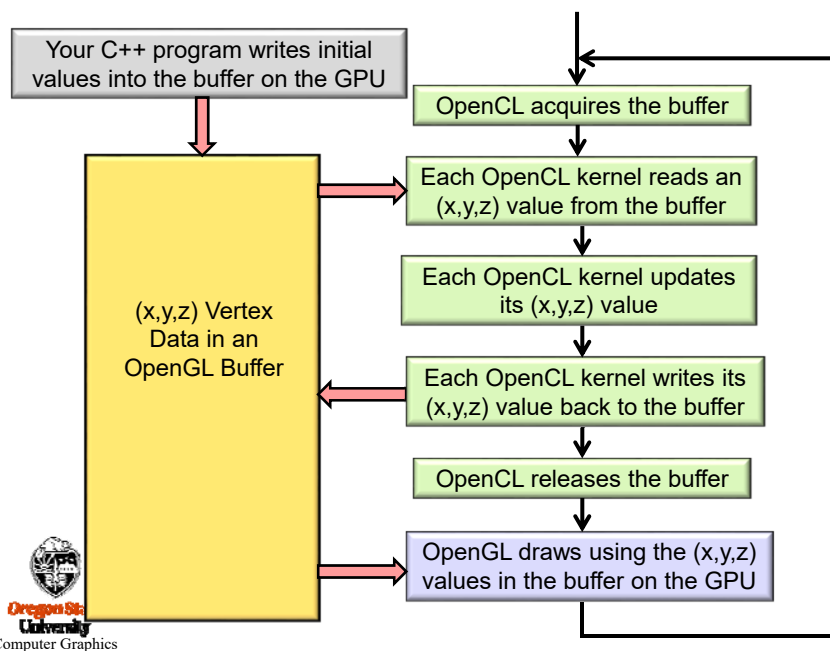 Your C++ program writes initial
values into the buffer on the GPU
OpenCL acquires the buffer
Each OpenCL kernel reads an
(x,y,z) value from the buffer
Each OpenCL kernel updates
its (x,y,z) value
(x,y,z) Vertex
Data in an
OpenGL Buffer
Each OpenCL kernel writes its
(x,y,z) value back to the buffer
OpenCL releases the buffer
OpenGL draws using the (x,y,z)
values in the buffer on the GPU
Oregon Sta
University
Computer Graphics